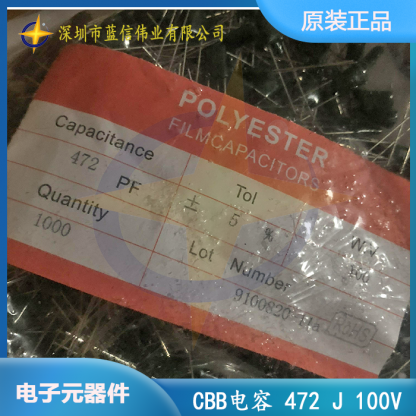 深圳市蓝信伟业有限公司
原装正品
POLYESTER
FILMCAPACITORS
Capacitance
472 PF
Tol
± 5 %
W.V
100
Quantity
1000
Lot Number
电子元器件
CBB电容 472 J 100V